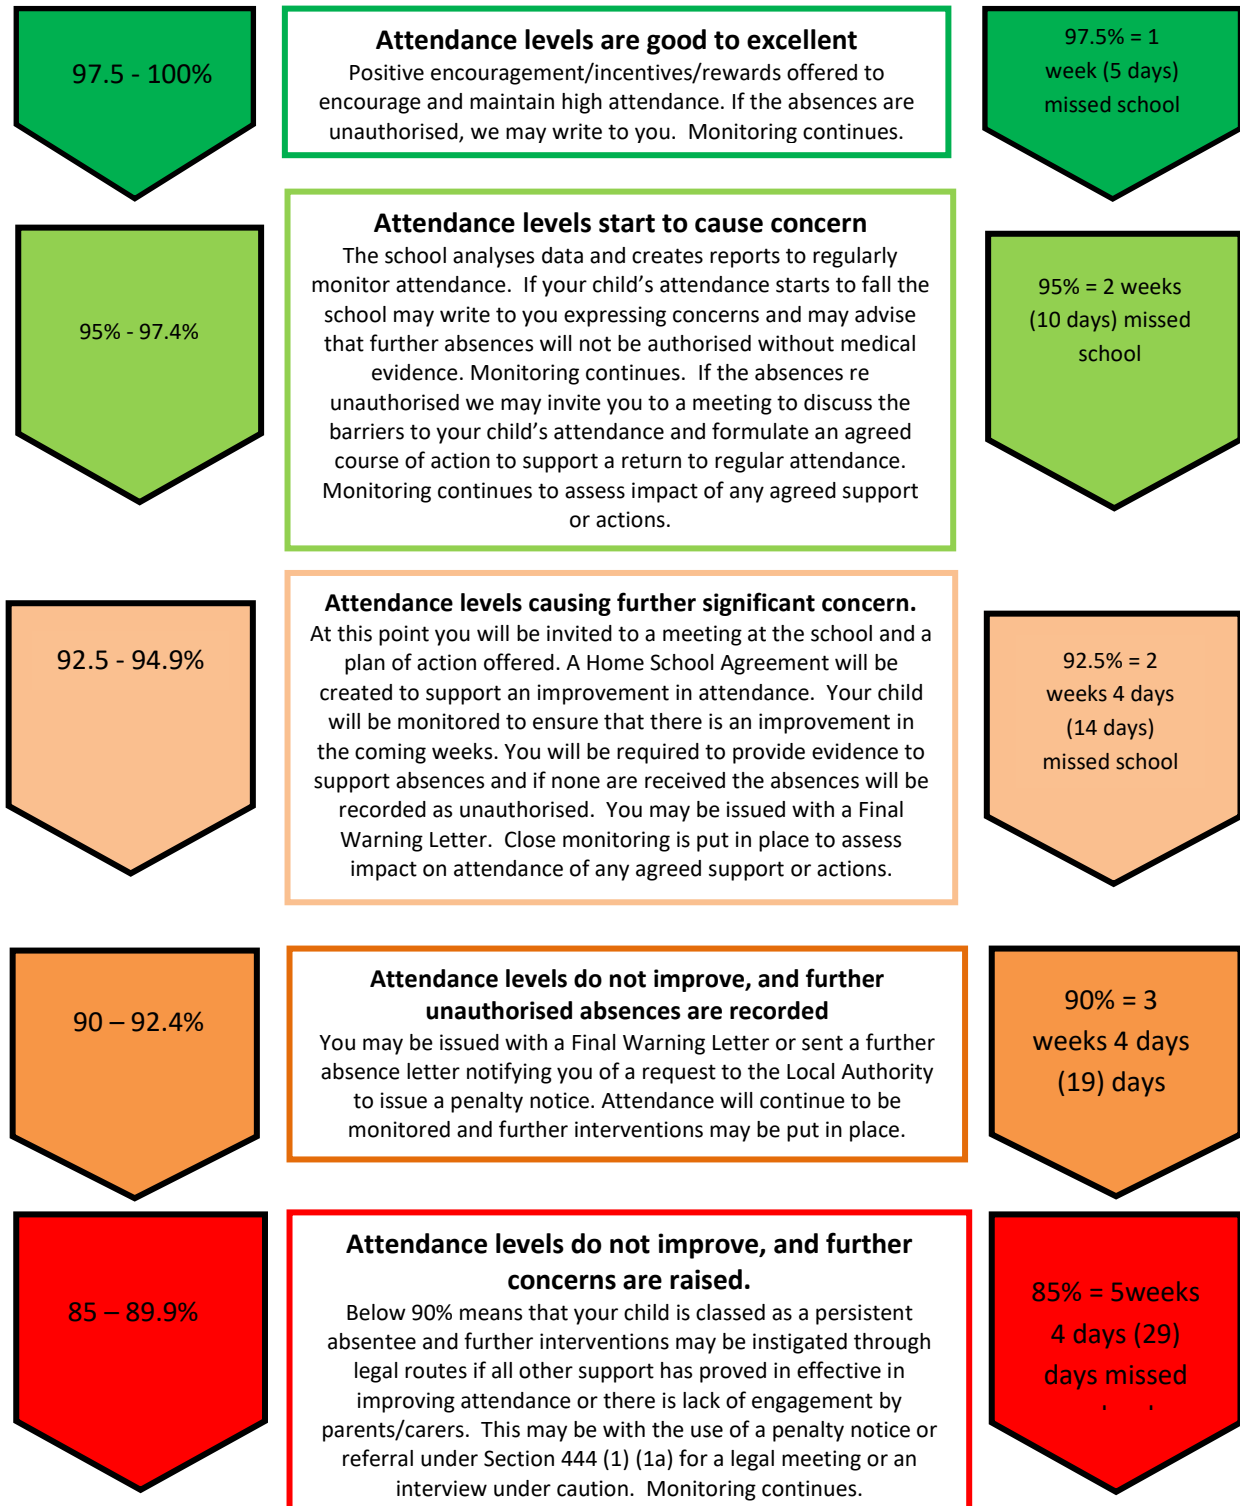 97.5 - 100%
Attendance levels are good to excellent
Positive encouragement/incentives/rewards offered to
encourage and maintain high attendance. If the absences are
unauthorised, we may write to you.  Monitoring continues.
97.5% = 1
week (5 days)
missed school
95% - 97.4%
Attendance levels start to cause concern
The school analyses data and creates reports to regularly
monitor attendance.  If your child’s attendance starts to fall the
school may write to you expressing concerns and may advise
that further absences will not be authorised without medical
evidence. Monitoring continues.  If the absences re
unauthorised we may invite you to a meeting to discuss the
barriers to your child’s attendance and formulate an agreed
course of action to support a return to regular attendance.
Monitoring continues to assess impact of any agreed support
or actions.
95% = 2 weeks
(10 days) missed
school
92.5 - 94.9%
Attendance levels causing further significant concern.
At this point you will be invited to a meeting at the school and a
plan of action offered. A Home School Agreement will be
created to support an improvement in attendance.  Your child
will be monitored to ensure that there is an improvement in
the coming weeks. You will be required to provide evidence to
support absences and if none are received the absences will be
recorded as unauthorised.  You may be issued with a Final
Warning Letter.  Close monitoring is put in place to assess
impact on attendance of any agreed support or actions.
92.5% = 2
weeks 4 days
(14 days)
missed school
90 – 92.4%
Attendance levels do not improve, and further
unauthorised absences are recorded
You may be issued with a Final Warning Letter or sent a further
absence letter notifying you of a request to the Local Authority
to issue a penalty notice. Attendance will continue to be
monitored and further interventions may be put in place.
90% = 3
weeks 4 days
(19) days
85 – 89.9%
Attendance levels do not improve, and further
concerns are raised.
Below 90% means that your child is classed as a persistent
absentee and further interventions may be instigated through
legal routes if all other support has proved in effective in
improving attendance or there is lack of engagement by
parents/carers.  This may be with the use of a penalty notice or
referral under Section 444 (1) (1a) for a legal meeting or an
interview under caution.  Monitoring continues.
85% = 5weeks
4 days (29)
days missed